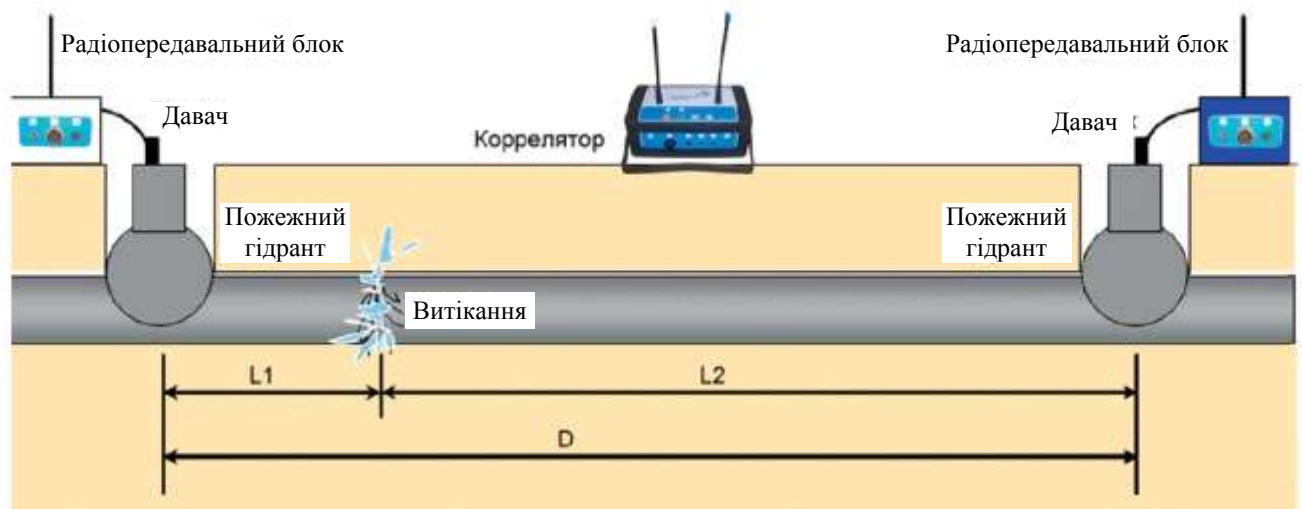 Радіопередавальний блок
Радіопередавальний блок
Давач
Давач
Коррелятор
Пожежний
гідрант
Пожежний
гідрант
Витікання
L1
L2
D